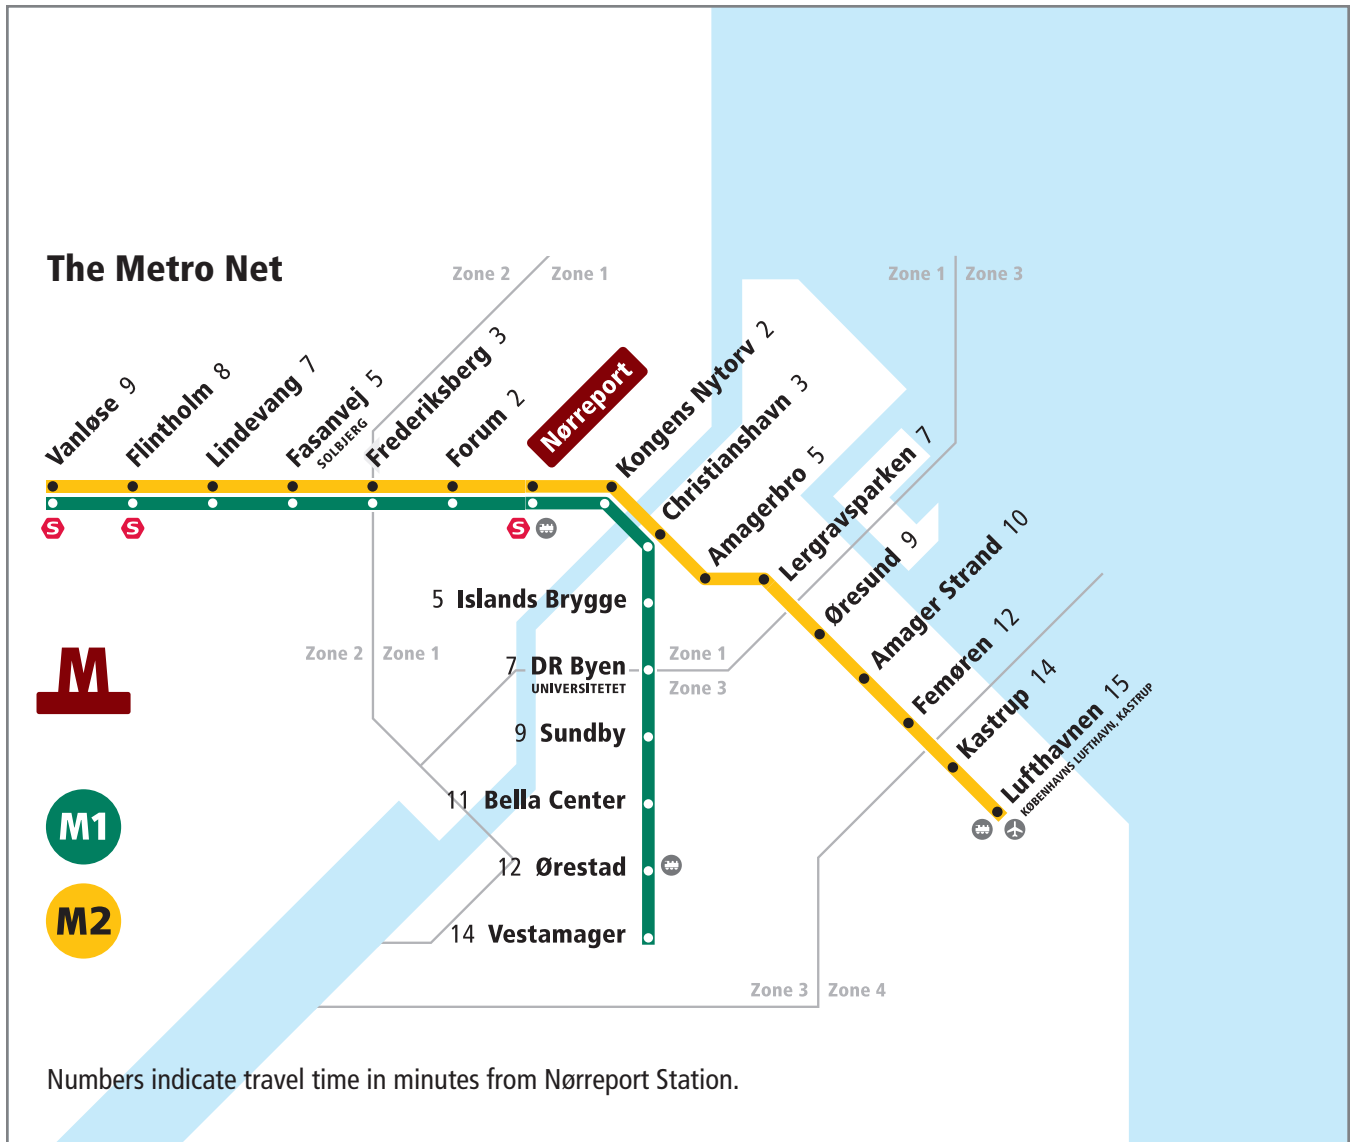 The Metro Net
Zone 2
Zone 1
Zone 1
Zone 3
Vanløse 9
Flintholm 8
Lindevang 7
Fasanvej 5
SOLBJERG
Frederiksberg 3
Forum 2
Nørreport
Kongens Nytorv 2
Christianshavn 3
Amagerbro 5
Lergravsparken 7
Øresund 9
Amager Strand 10
Femøren 12
Kastrup 14
Lufthavnen 15
KØBENHAVNS LUFTHAVN, KASTRUP
S
S
S
5 Islands Brygge
Zone 2
Zone 1
7 DR Byen
UNIVERSITETET
Zone 1
Zone 3
9 Sundby
11 Bella Center
12 Ørestad
14 Vestamager
M
M1
M2
Zone 3
Zone 4
Numbers indicate travel time in minutes from Nørreport Station.